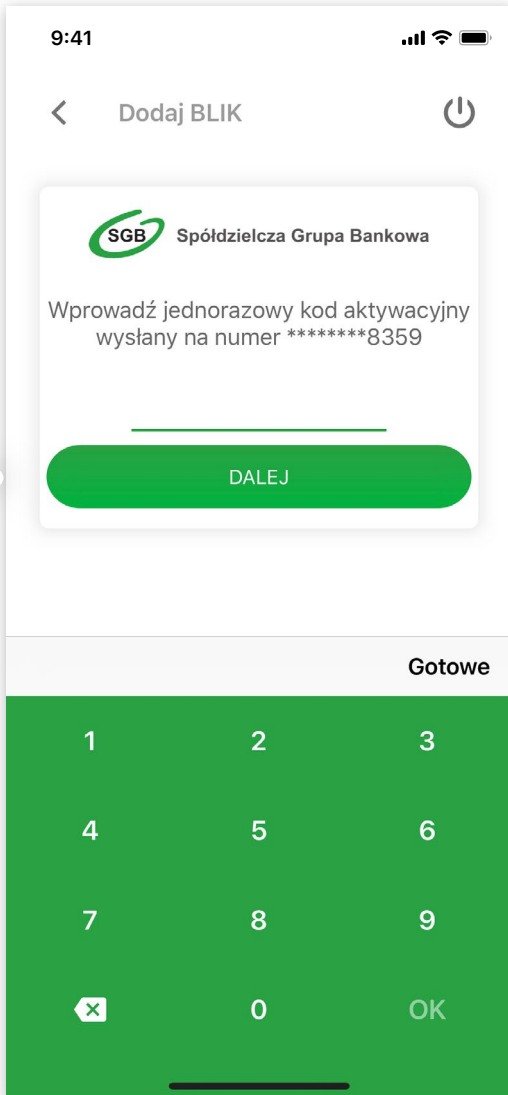 9:41
Dodaj BLIK
SGB Spółdzielcza Grupa Bankowa
Wprowadź jednorazowy kod aktywacyjny
wysłany na numer ********8359
DALEJ
Gotowe
1 2 3
4 5 6
7 8 9
0 OK